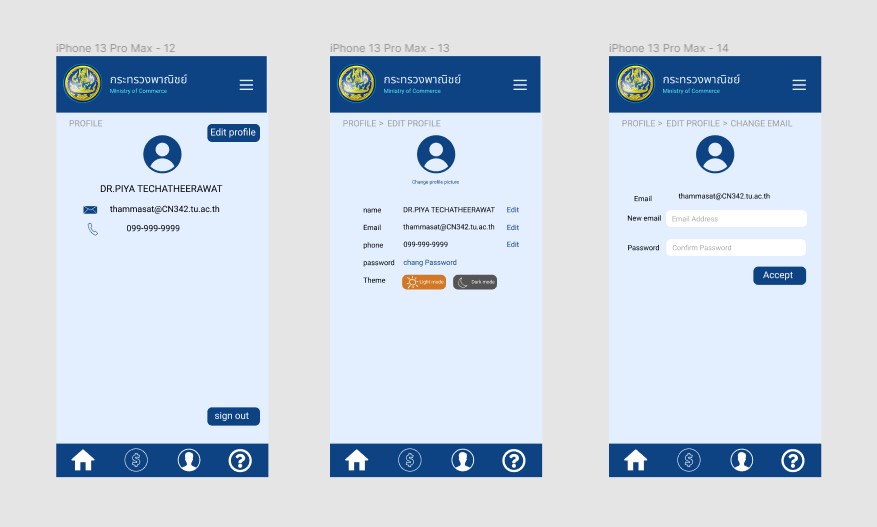 iPhone 13 Pro Max - 12
กระทรวงพาณิชย์
Ministry of Commerce
PROFILE
Edit profile
DR.PIYA TECHATHEERAWAT
thammasat@CN342.tu.ac.th
099-999-9999
sign out
iPhone 13 Pro Max - 13
กระทรวงพาณิชย์
Ministry of Commerce
PROFILE > EDIT PROFILE
Change profile picture
name DR.PIYA TECHATHEERAWAT Edit
Email thammasat@CN342.tu.ac.th Edit
phone 099-999-9999 Edit
password chang Password
Theme Light mode Dark mode
iPhone 13 Pro Max - 14
กระทรวงพาณิชย์
Ministry of Commerce
PROFILE > EDIT PROFILE > CHANGE EMAIL
Email thammasat@CN342.tu.ac.th
New email Email Address
Password Confirm Password
Accept